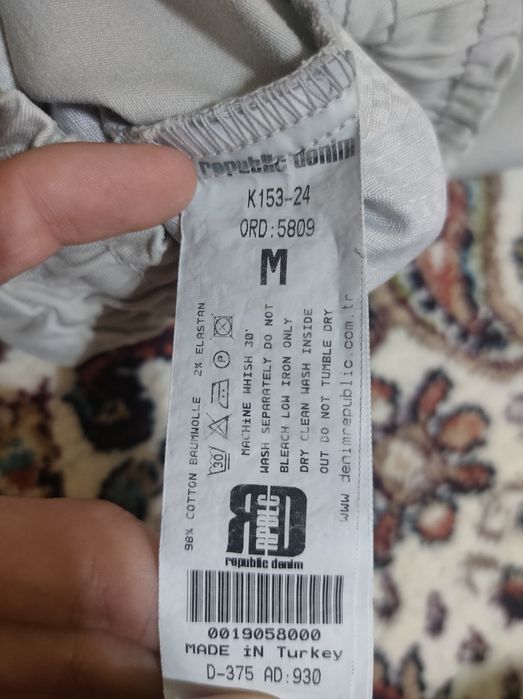 republic denim
K153-24
ORD:5809
M
98% COTTON BAUMWOLLE 2% ELASTAN
30
P
MACHiNE WHISH 30'
WASH SEPARATELY DO NOT
BLEACH LOW IRON ONLY
DRY CLEAN WASH INSIDE
OUT DO NOT TUMBLE DRY
www denimrepublic.com.tr
RPBLC
republic denim
0019058000
MADE iN Turkey
D-375 AD:930